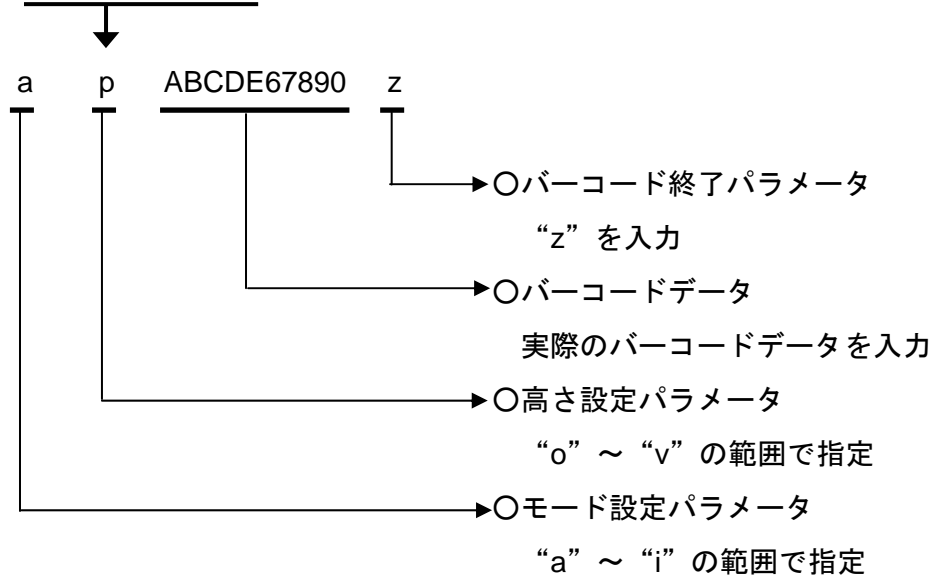 a p ABCDE67890 z
○バーコード終了パラメータ
“z”を入力
○バーコードデータ
実際のバーコードデータを入力
○高さ設定パラメータ
“o”～“v”の範囲で指定
○モード設定パラメータ
“a”～“i”の範囲で指定